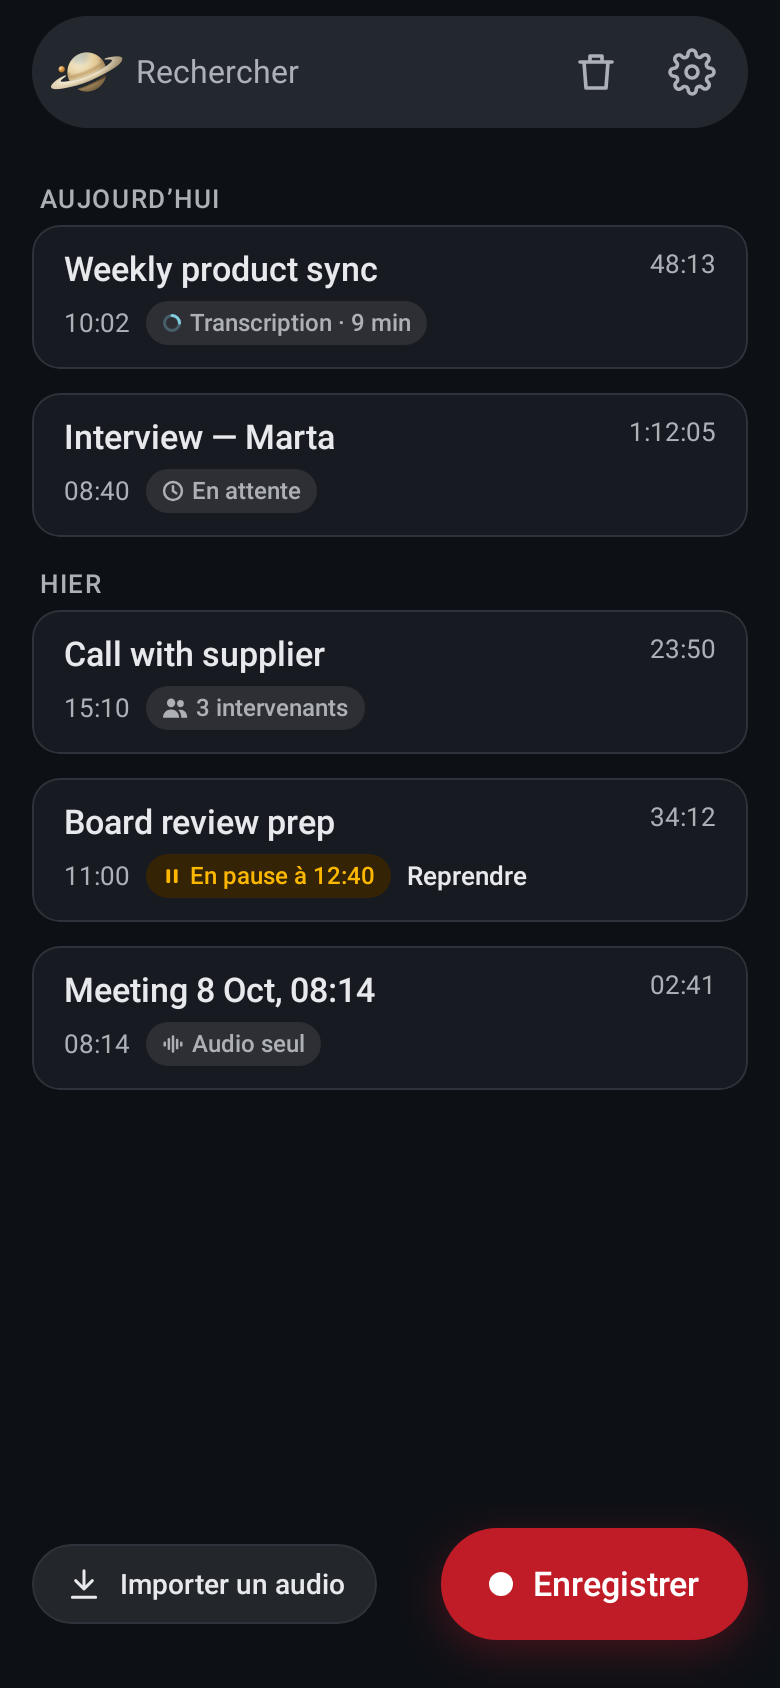 Rechercher
AUJOURD’HUI
Weekly product sync 48:13
10:02 Transcription · 9 min
Interview — Marta 1:12:05
08:40 En attente
HIER
Call with supplier 23:50
15:10 3 intervenants
Board review prep 34:12
11:00 En pause à 12:40 Reprendre
Meeting 8 Oct, 08:14 02:41
08:14 Audio seul
Importer un audio Enregistrer